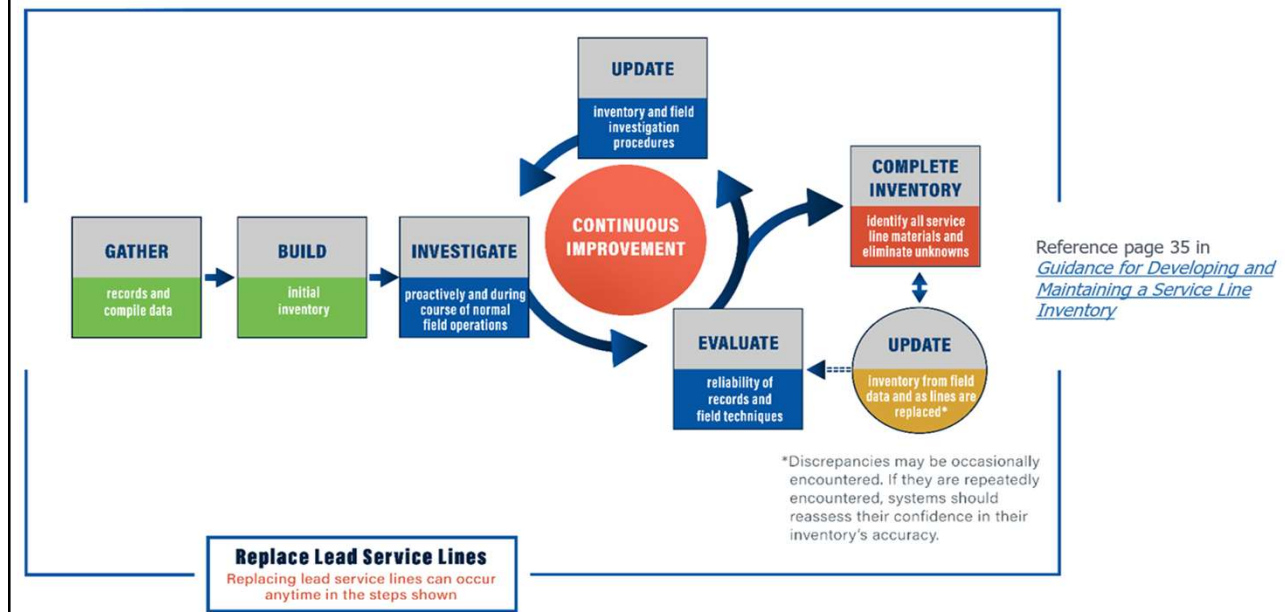 GATHER
records and
compile data
BUILD
initial
inventory
INVESTIGATE
proactively and during
course of normal
field operations
UPDATE
inventory and field
investigation
procedures
CONTINUOUS
IMPROVEMENT
EVALUATE
reliability of
records and
field techniques
COMPLETE
INVENTORY
identify all service
line materials and
eliminate unknowns
UPDATE
inventory from field
data and as lines are
replaced*
*Discrepancies may be occasionally
encountered. If they are repeatedly
encountered, systems should
reassess their confidence in their
inventory's accuracy.
Reference page 35 in
Guidance for Developing and
Maintaining a Service Line
Inventory
Replace Lead Service Lines
Replacing lead service lines can occur
anytime in the steps shown